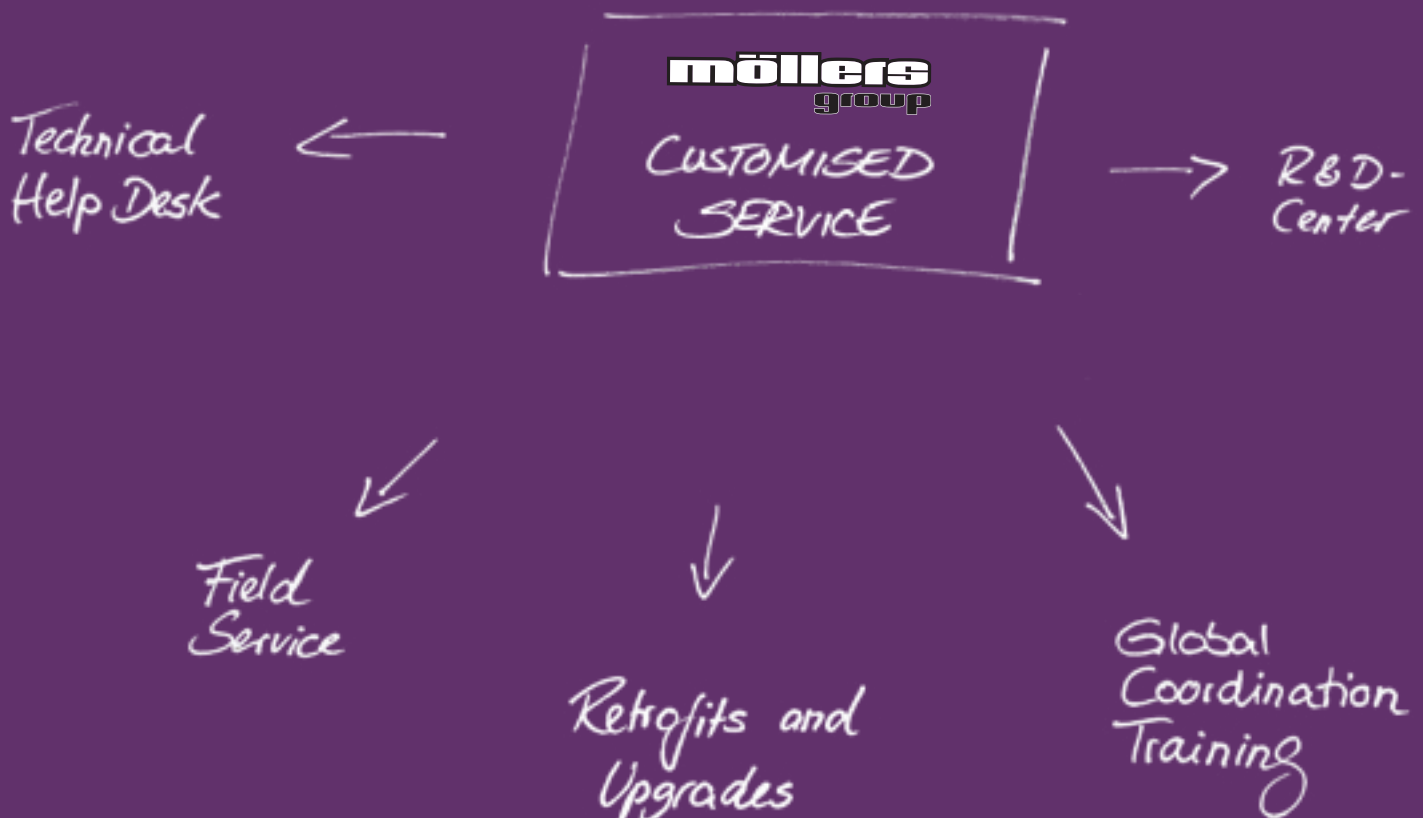 möllers
group
CUSTOMISED
SERVICE
Technical
Help Desk
R&D-
Center
Field
Service
Retrofits and
Upgrades
Global
Coordination
Training